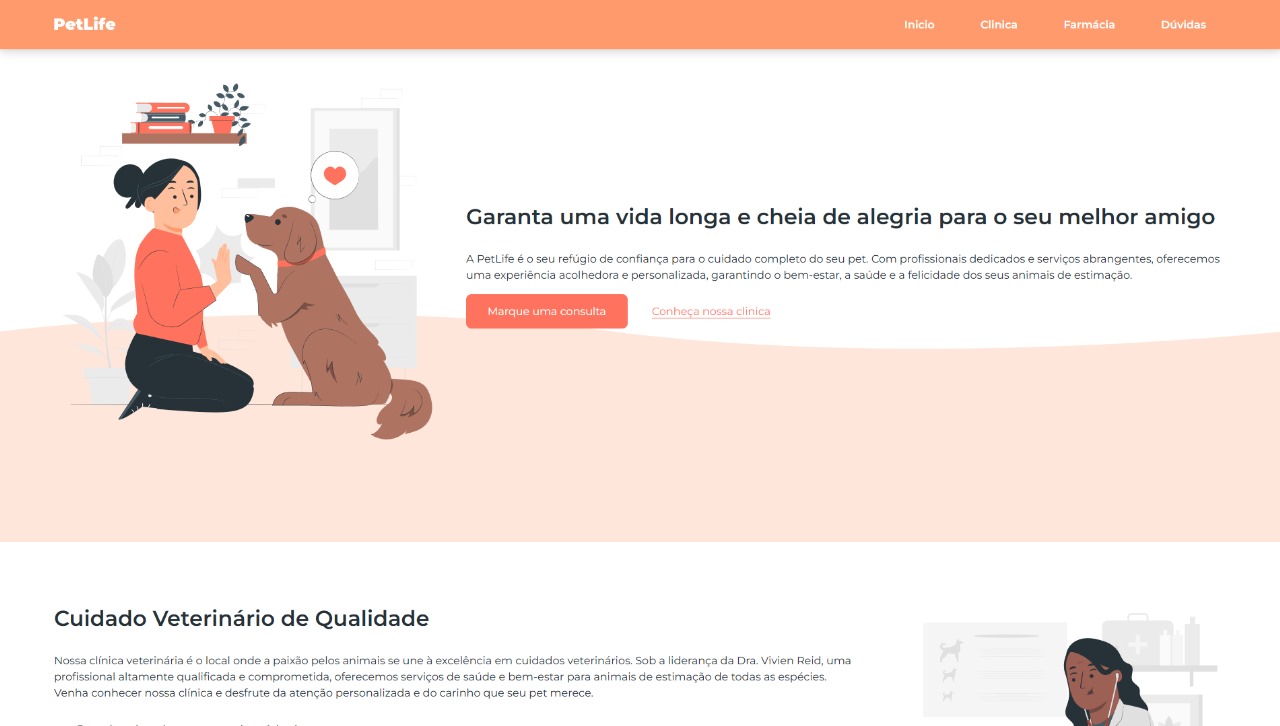 PetLife
Inicio
Clinica
Farmácia
Dúvidas
Garanta uma vida longa e cheia de alegria para o seu melhor amigo
A PetLife é o seu refúgio de confiança para o cuidado completo do seu pet. Com profissionais dedicados e serviços abrangentes, oferecemos
uma experiência acolhedora e personalizada, garantindo o bem-estar, a saúde e a felicidade dos seus animais de estimação.
Marque uma consulta
Conheça nossa clinica
Cuidado Veterinário de Qualidade
Nossa clínica veterinária é o local onde a paixão pelos animais se une à excelência em cuidados veterinários. Sob a liderança da Dra. Vivien Reid, uma
profissional altamente qualificada e comprometida, oferecemos serviços de saúde e bem-estar para animais de estimação de todas as espécies.
Venha conhecer nossa clínica e desfrute da atenção personalizada e do carinho que seu pet merece.